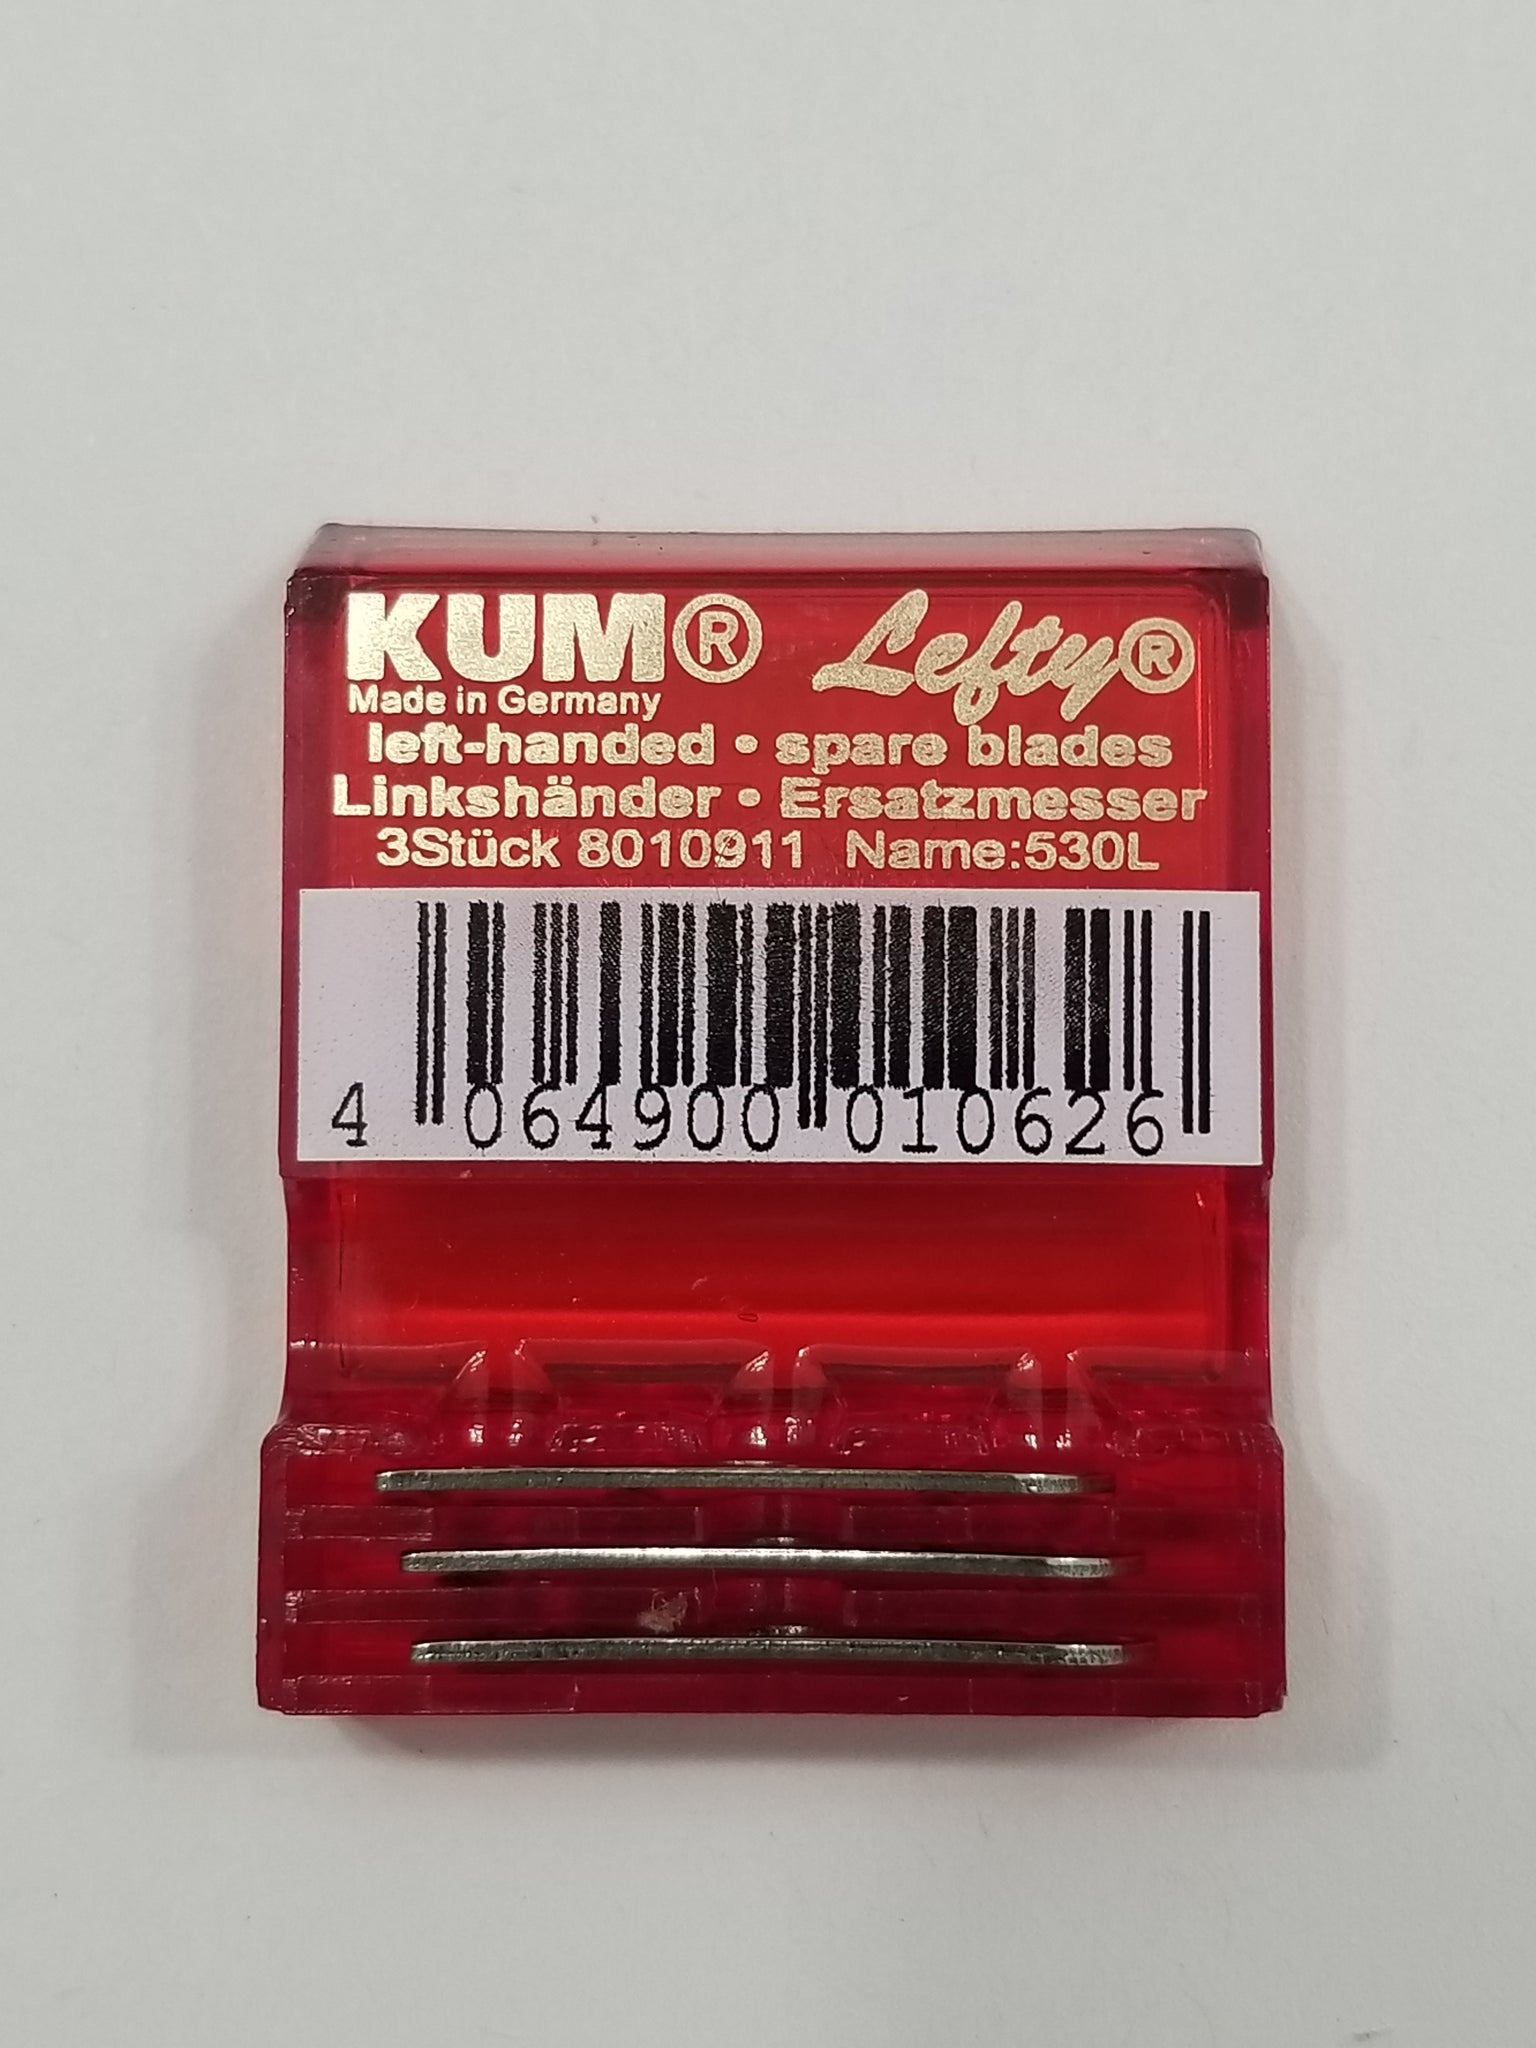 KUM® Lefty®
Made in Germany
left-handed • spare blades
Linkshänder • Ersatzmesser
3Stück 8010911 Name:530L
4 064900 010626